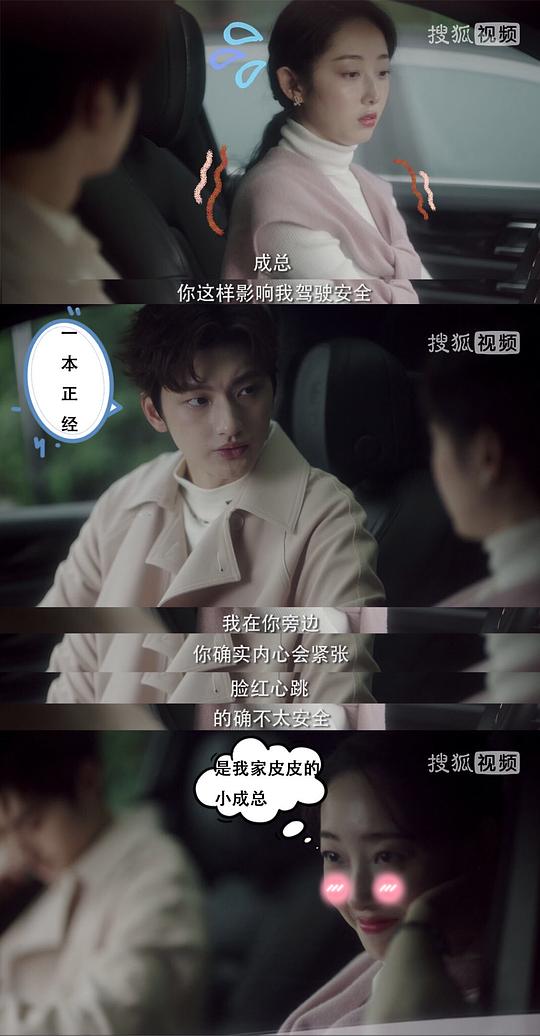 搜狐视频
成总
你这样影响我驾驶安全
搜狐视频
一本正经
我在你旁边
你确实内心会紧张
脸红心跳
的确不太安全
搜狐视频
是我家皮皮的
小成总